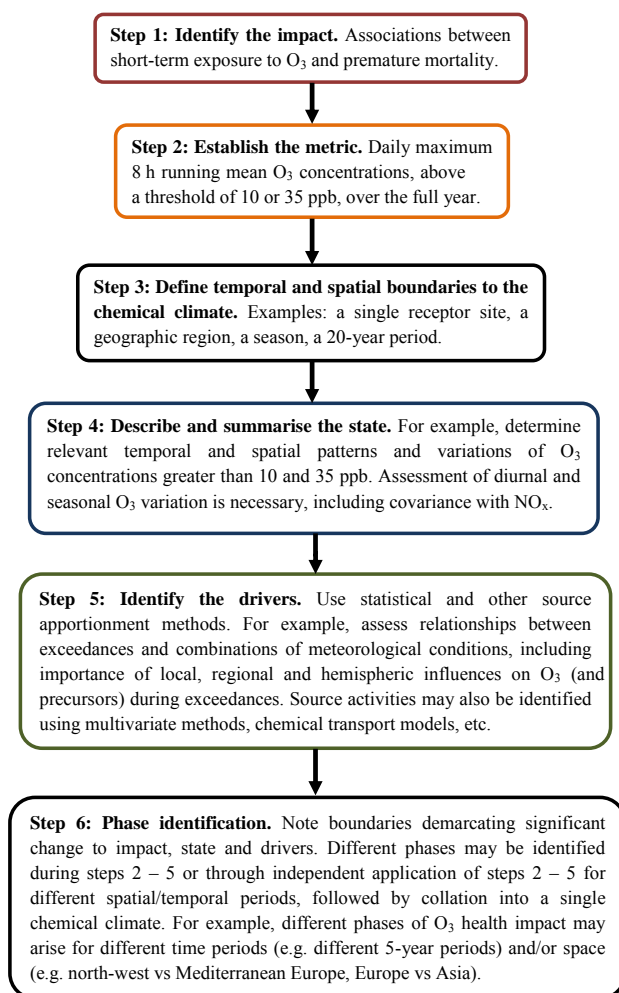 Step 1: Identify the impact. Associations between
short-term exposure to O₃ and premature mortality.
Step 2: Establish the metric. Daily maximum
8 h running mean O₃ concentrations, above
a threshold of 10 or 35 ppb, over the full year.
Step 3: Define temporal and spatial boundaries to the
chemical climate. Examples: a single receptor site, a
geographic region, a season, a 20-year period.
Step 4: Describe and summarise the state. For example, determine
relevant temporal and spatial patterns and variations of O₃
concentrations greater than 10 and 35 ppb. Assessment of diurnal and
seasonal O₃ variation is necessary, including covariance with NOₓ.
Step 5: Identify the drivers. Use statistical and other source
apportionment methods. For example, assess relationships between
exceedances and combinations of meteorological conditions, including
importance of local, regional and hemispheric influences on O₃ (and
precursors) during exceedances. Source activities may also be identified
using multivariate methods, chemical transport models, etc.
Step 6: Phase identification. Note boundaries demarcating significant
change to impact, state and drivers. Different phases may be identified
during steps 2 – 5 or through independent application of steps 2 – 5 for
different spatial/temporal periods, followed by collation into a single
chemical climate. For example, different phases of O₃ health impact may
arise for different time periods (e.g. different 5-year periods) and/or space
(e.g. north-west vs Mediterranean Europe, Europe vs Asia).